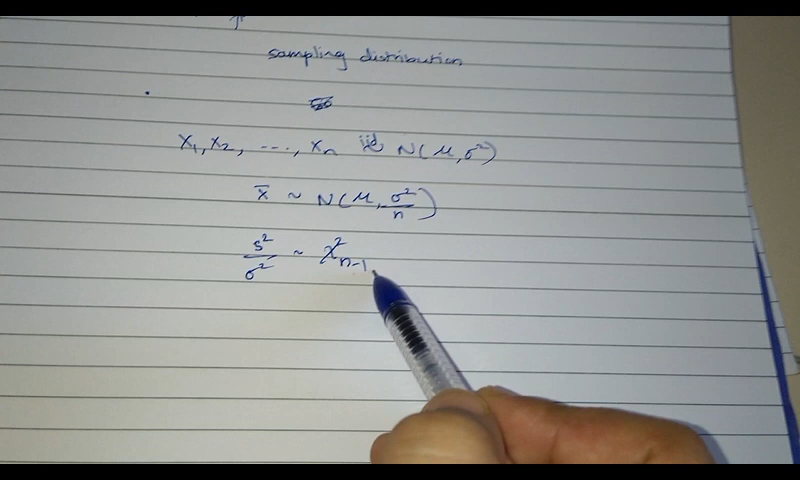 sampling distribution
X₁, X₂, ...., Xₙ iid N(μ, σ²)
x̄ ~ N(μ, σ²/n)
s²/σ² ~ χ²ₙ₋₁